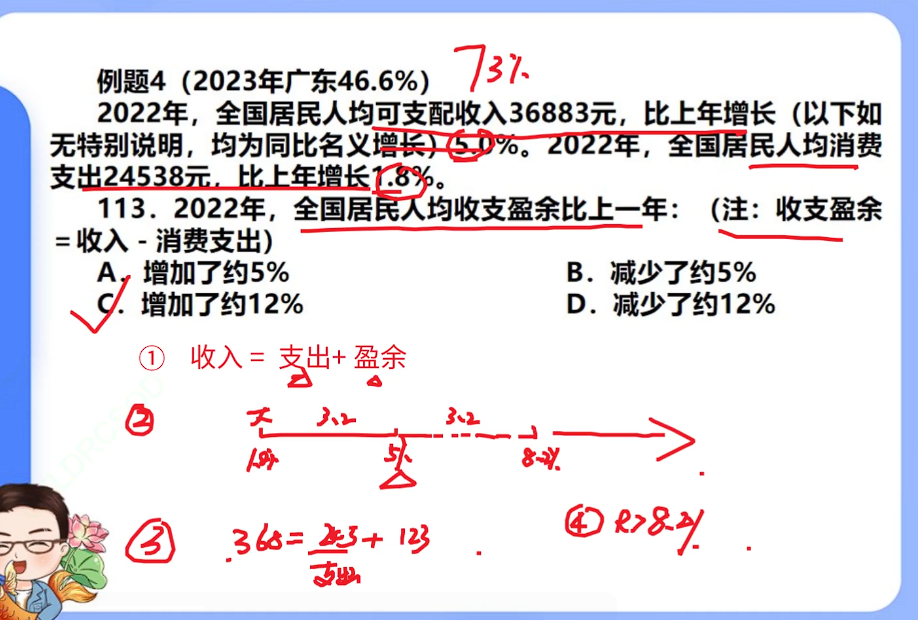 例题4（2023年广东46.6%） 73%
2022年，全国居民人均可支配收入36883元，比上年增长（以下如
无特别说明，均为同比名义增长）5.0%。2022年，全国居民人均消费
支出24538元，比上年增长1.8%。
113．2022年，全国居民人均收支盈余比上一年：（注：收支盈余
＝收入－消费支出）
A．增加了约5%  B．减少了约5%
C．增加了约12%  D．减少了约12%
① 收入 = 支出+ 盈余
② 大 3.2 3.2
1.8% 5% 8.2%
③ 368= 245 + 123 ④ R>8.2%
支出